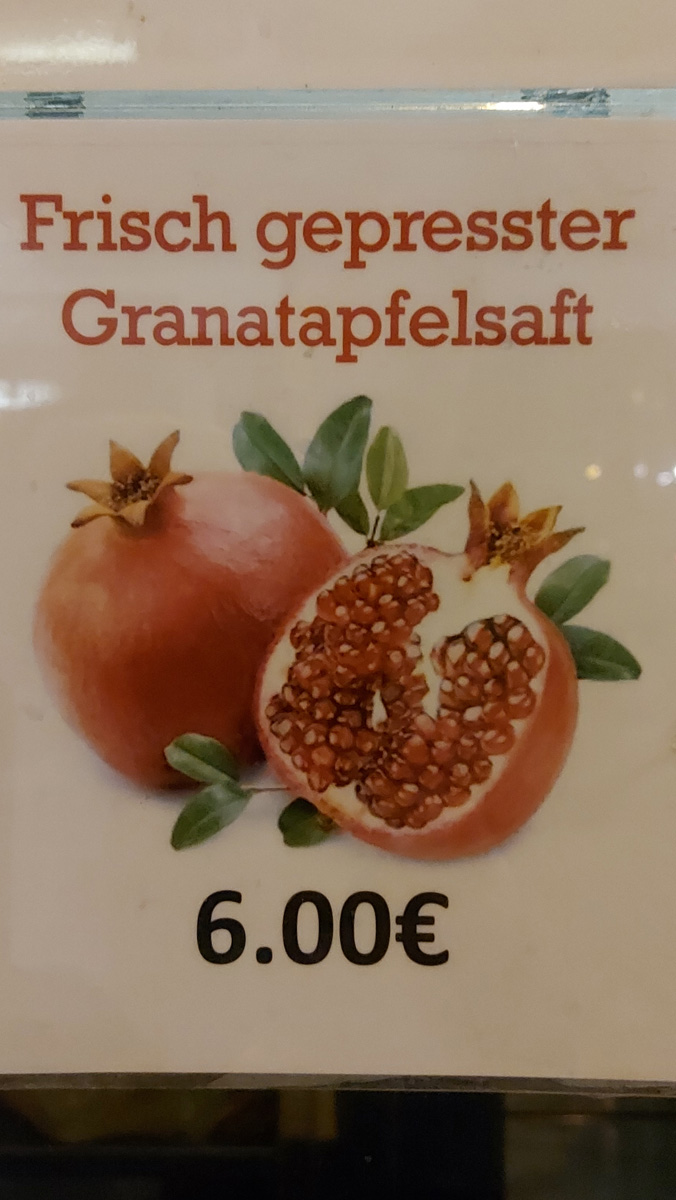 Frisch gepresster
Granatapfelsaft
6.00€